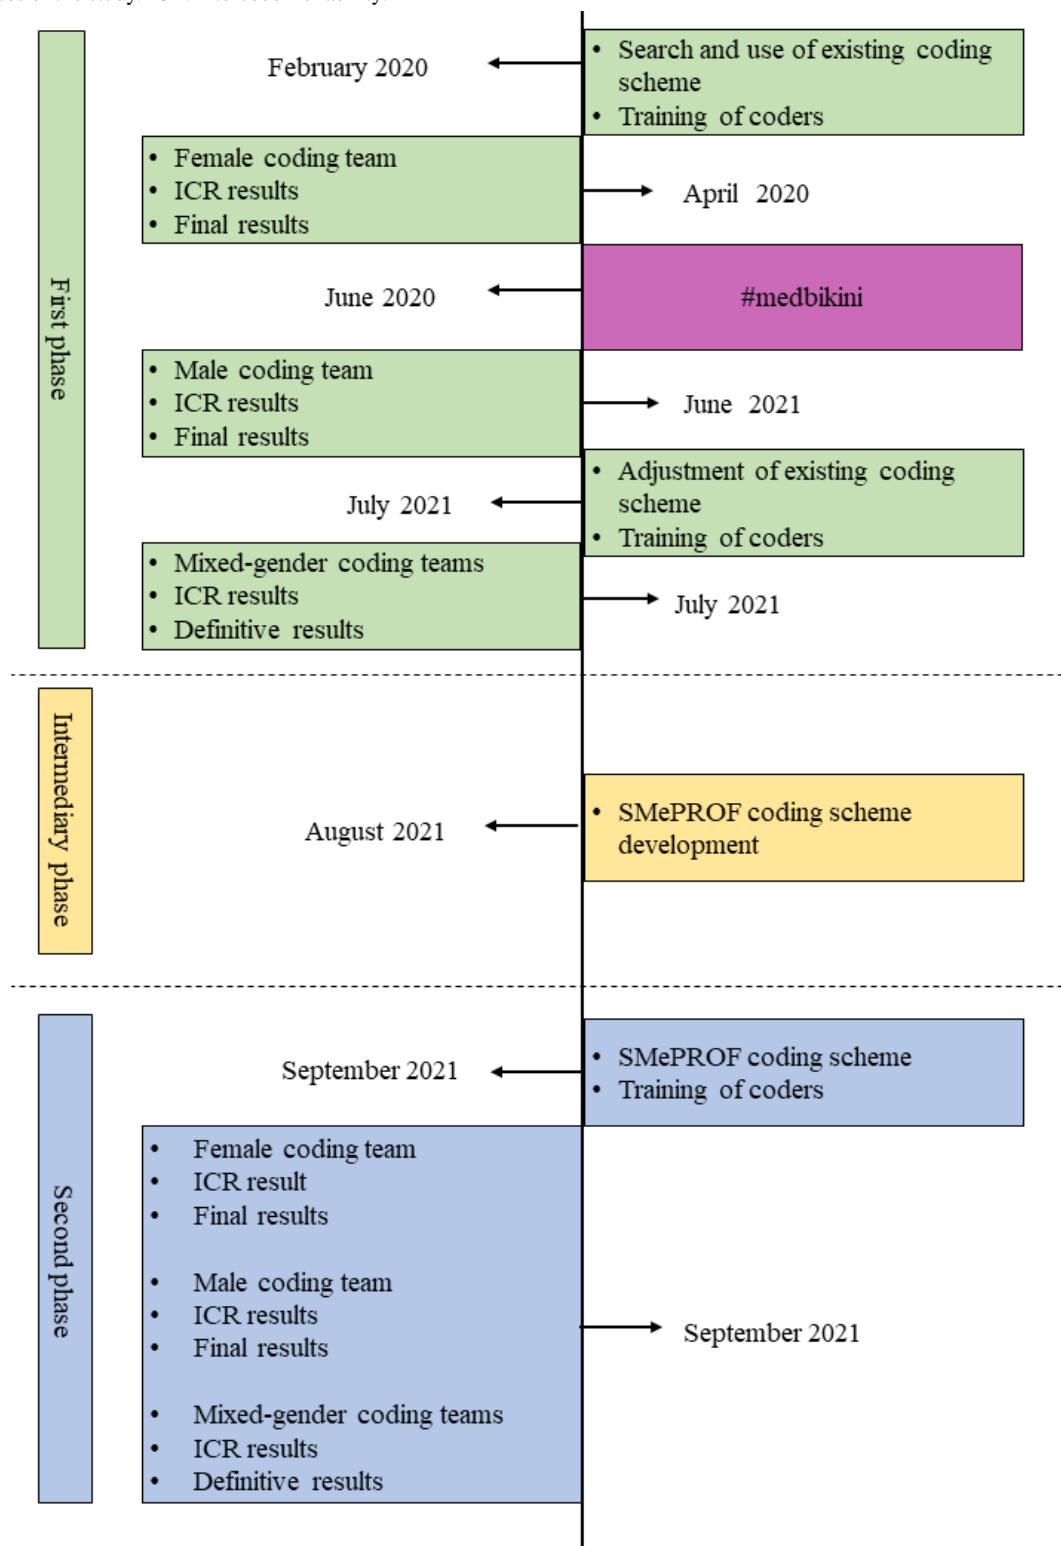 First phase
February 2020
• Search and use of existing coding
scheme
• Training of coders
• Female coding team
• ICR results
• Final results
April 2020
June 2020
#medbikini
• Male coding team
• ICR results
• Final results
June 2021
July 2021
• Adjustment of existing coding
scheme
• Training of coders
• Mixed-gender coding teams
• ICR results
• Definitive results
July 2021
Intermediary phase
August 2021
• SMePROF coding scheme
development
Second phase
September 2021
• SMePROF coding scheme
• Training of coders
• Female coding team
• ICR result
• Final results
• Male coding team
• ICR results
• Final results
• Mixed-gender coding teams
• ICR results
• Definitive results
September 2021